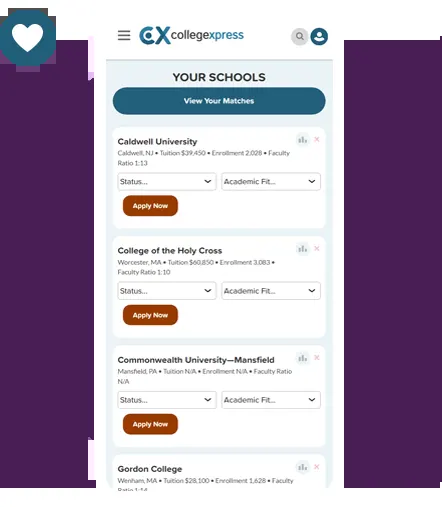 CX collegexpress
YOUR SCHOOLS
View Your Matches
Caldwell University
Caldwell, NJ • Tuition $39,450 • Enrollment 2,028 • Faculty
Ratio 1:13
Status... Academic Fit...
Apply Now
College of the Holy Cross
Worcester, MA • Tuition $60,850 • Enrollment 3,083 •
Faculty Ratio 1:10
Status... Academic Fit...
Apply Now
Commonwealth University—Mansfield
Mansfield, PA • Tuition N/A • Enrollment N/A • Faculty Ratio
N/A
Status... Academic Fit...
Apply Now
Gordon College
Wenham, MA • Tuition $28,100 • Enrollment 1,628 • Faculty